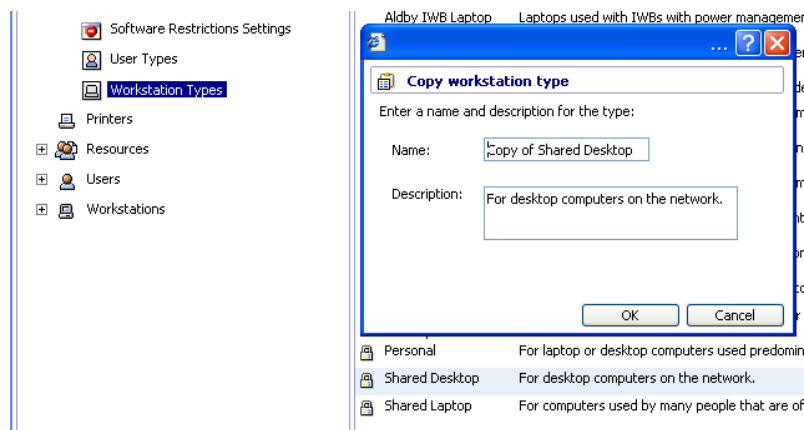 Software Restrictions Settings
User Types
Workstation Types
Printers
Resources
Users
Workstations
Aldby IWB Laptop Laptops used with IWBs with power managemen
...
Copy workstation type
Enter a name and description for the type:
Name: Copy of Shared Desktop
Description: For desktop computers on the network.
OK Cancel
Personal For laptop or desktop computers used predomin
Shared Desktop For desktop computers on the network.
Shared Laptop For computers used by many people that are of